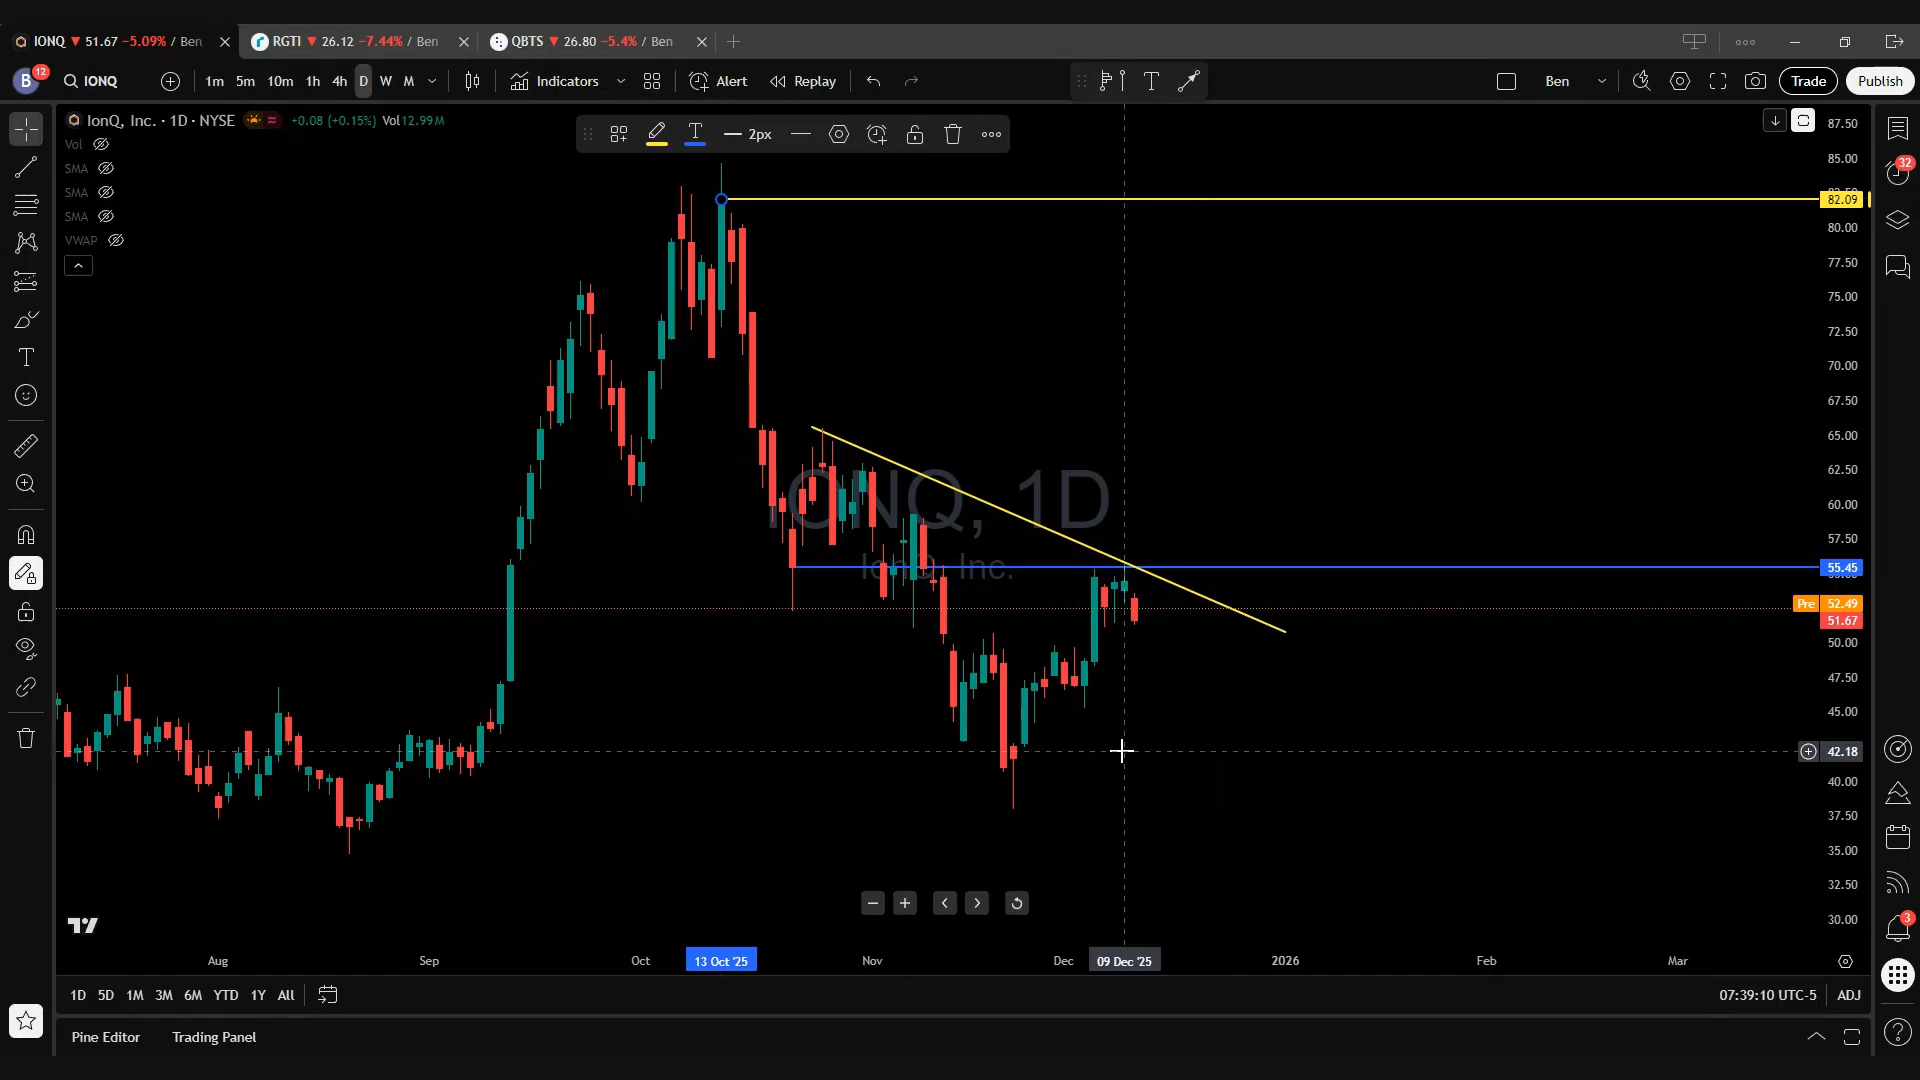 IONQ 51.67 −5.09% / Ben
RGTI 26.12 −7.44% / Ben
QBTS 26.80 −5.4% / Ben
B 12
IONQ
1m 5m 10m 1h 4h D W M
Indicators
Alert
Replay
Ben
Trade
Publish
IonQ, Inc. · 1D · NYSE +0.08 (+0.15%) Vol12.99M
Vol
SMA
SMA
SMA
VWAP
2px
IONQ, 1D
IonQ Inc.
87.50
85.00
82.09
80.00
77.50
75.00
72.50
70.00
67.50
65.00
62.50
60.00
57.50
55.45
Pre 52.49
51.67
50.00
47.50
45.00
42.18
40.00
37.50
35.00
32.50
30.00
32
3
Aug Sep Oct 13 Oct '25 Nov Dec 09 Dec '25 2026 Feb Mar
1D 5D 1M 3M 6M YTD 1Y All
07:39:10 UTC-5 ADJ
Pine Editor Trading Panel